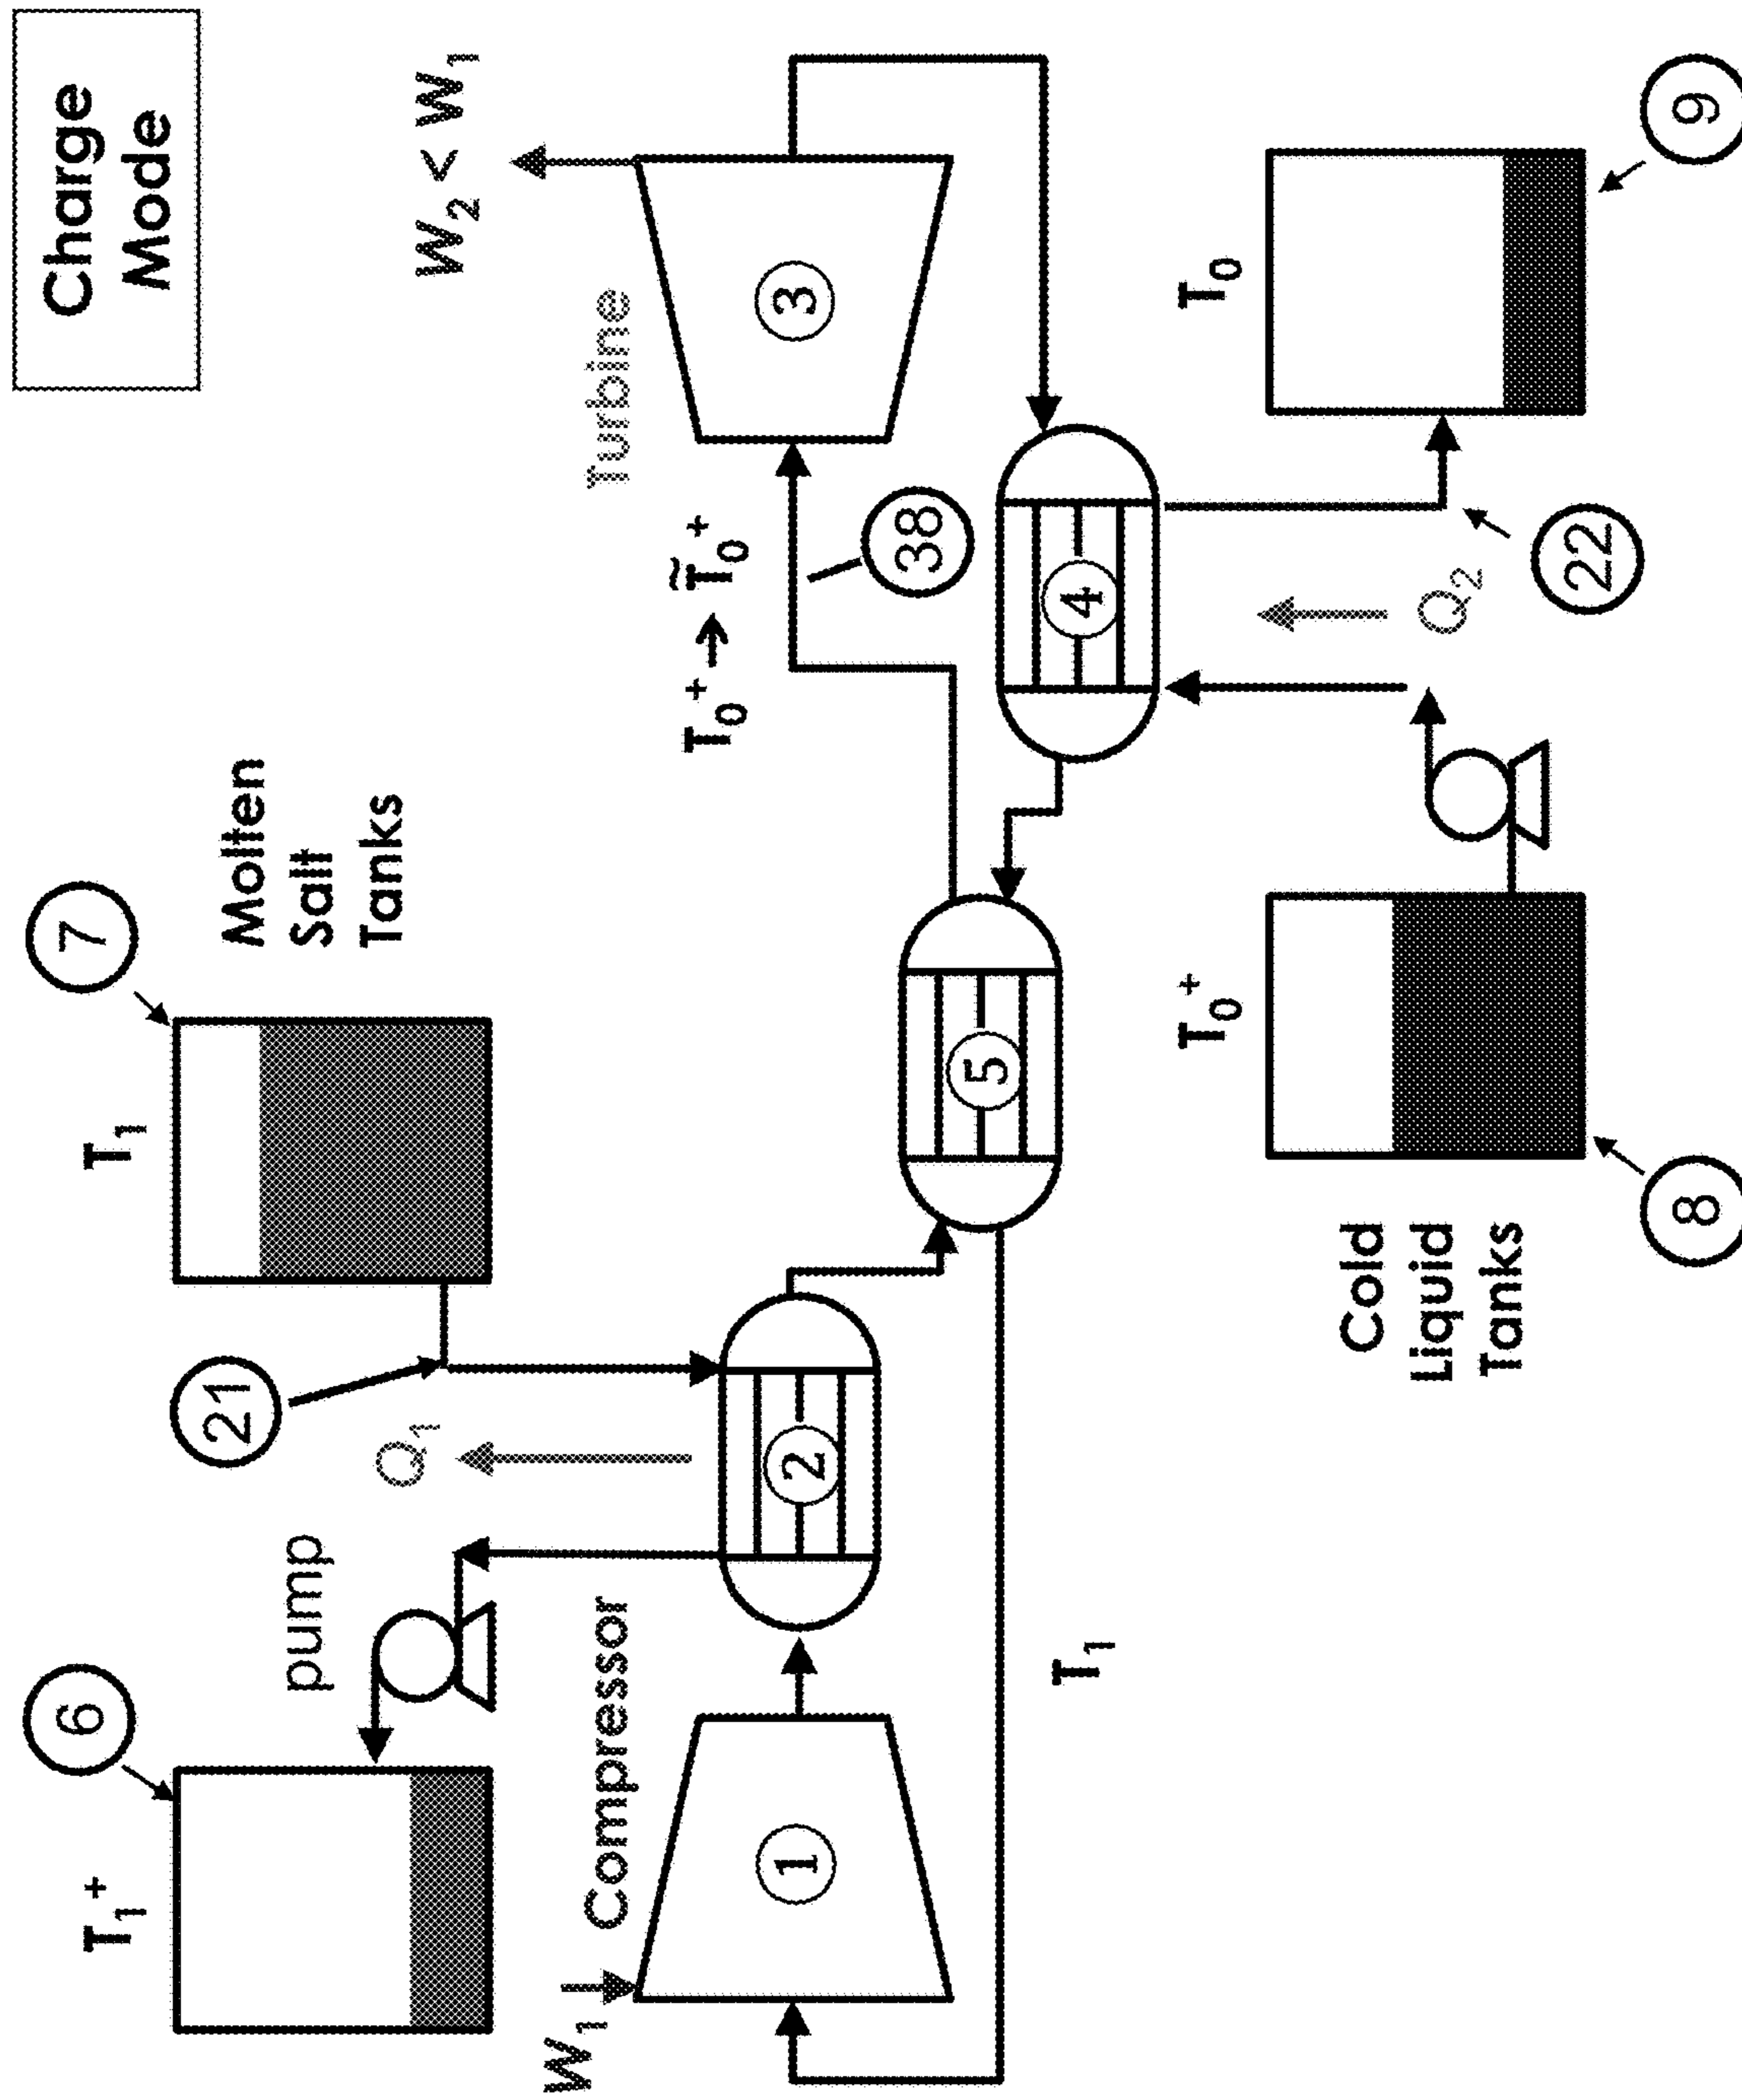 Charge
Mode
6
T₁⁺
pump
21
Q₁
7
T₁
Molten
Salt
Tanks
W₁
Compressor
1
2
T₀⁺ → T̃₀⁺
38
Turbine
3
W₂ < W₁
5
4
T₁
Cold
Liquid
Tanks
8
T₀⁺
Q₂
22
T₀
9